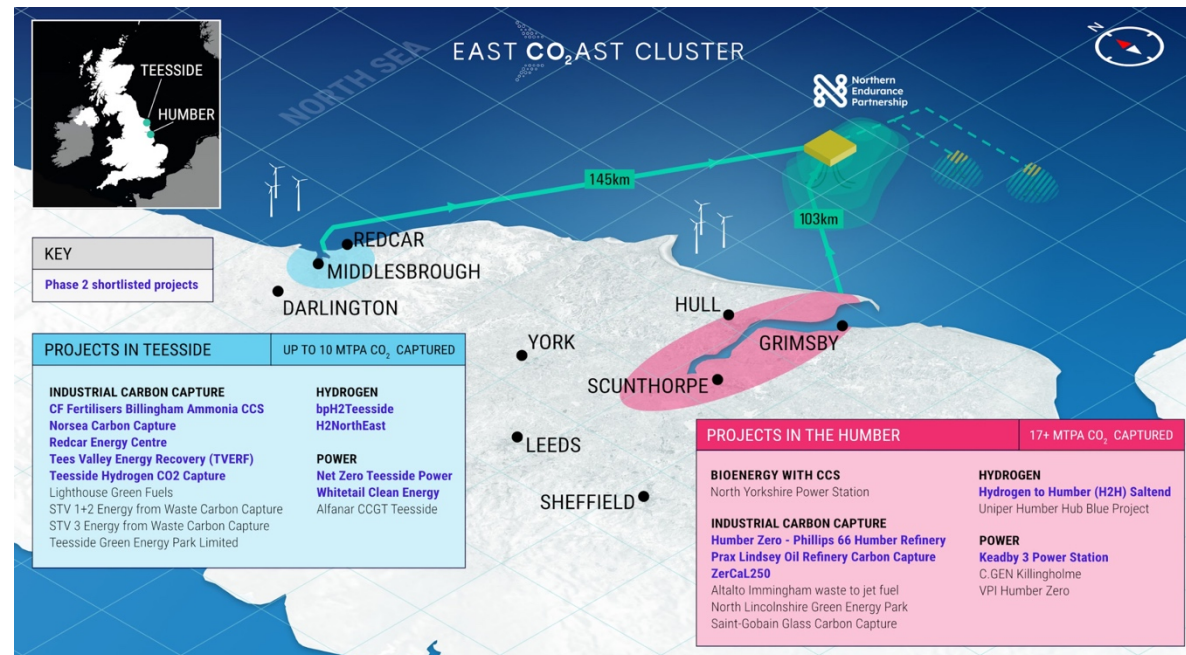 EAST CO₂AST CLUSTER
N
NORTH SEA
TEESSIDE
HUMBER
Northern
Endurance
Partnership
145km
103km
REDCAR
MIDDLESBROUGH
DARLINGTON
HULL
GRIMSBY
YORK
SCUNTHORPE
LEEDS
SHEFFIELD
KEY
Phase 2 shortlisted projects
PROJECTS IN TEESSIDE
UP TO 10 MTPA CO₂ CAPTURED
INDUSTRIAL CARBON CAPTURE
CF Fertilisers Billingham Ammonia CCS
Norsea Carbon Capture
Redcar Energy Centre
Tees Valley Energy Recovery (TVERF)
Teesside Hydrogen CO2 Capture
Lighthouse Green Fuels
STV 1+2 Energy from Waste Carbon Capture
STV 3 Energy from Waste Carbon Capture
Teesside Green Energy Park Limited
HYDROGEN
bpH2Teesside
H2NorthEast
POWER
Net Zero Teesside Power
Whitetail Clean Energy
Alfanar CCGT Teesside
PROJECTS IN THE HUMBER
17+ MTPA CO₂ CAPTURED
BIOENERGY WITH CCS
North Yorkshire Power Station
INDUSTRIAL CARBON CAPTURE
Humber Zero - Phillips 66 Humber Refinery
Prax Lindsey Oil Refinery Carbon Capture
ZerCaL250
Altalto Immingham waste to jet fuel
North Lincolnshire Green Energy Park
Saint-Gobain Glass Carbon Capture
HYDROGEN
Hydrogen to Humber (H2H) Saltend
Uniper Humber Hub Blue Project
POWER
Keadby 3 Power Station
C.GEN Killingholme
VPI Humber Zero